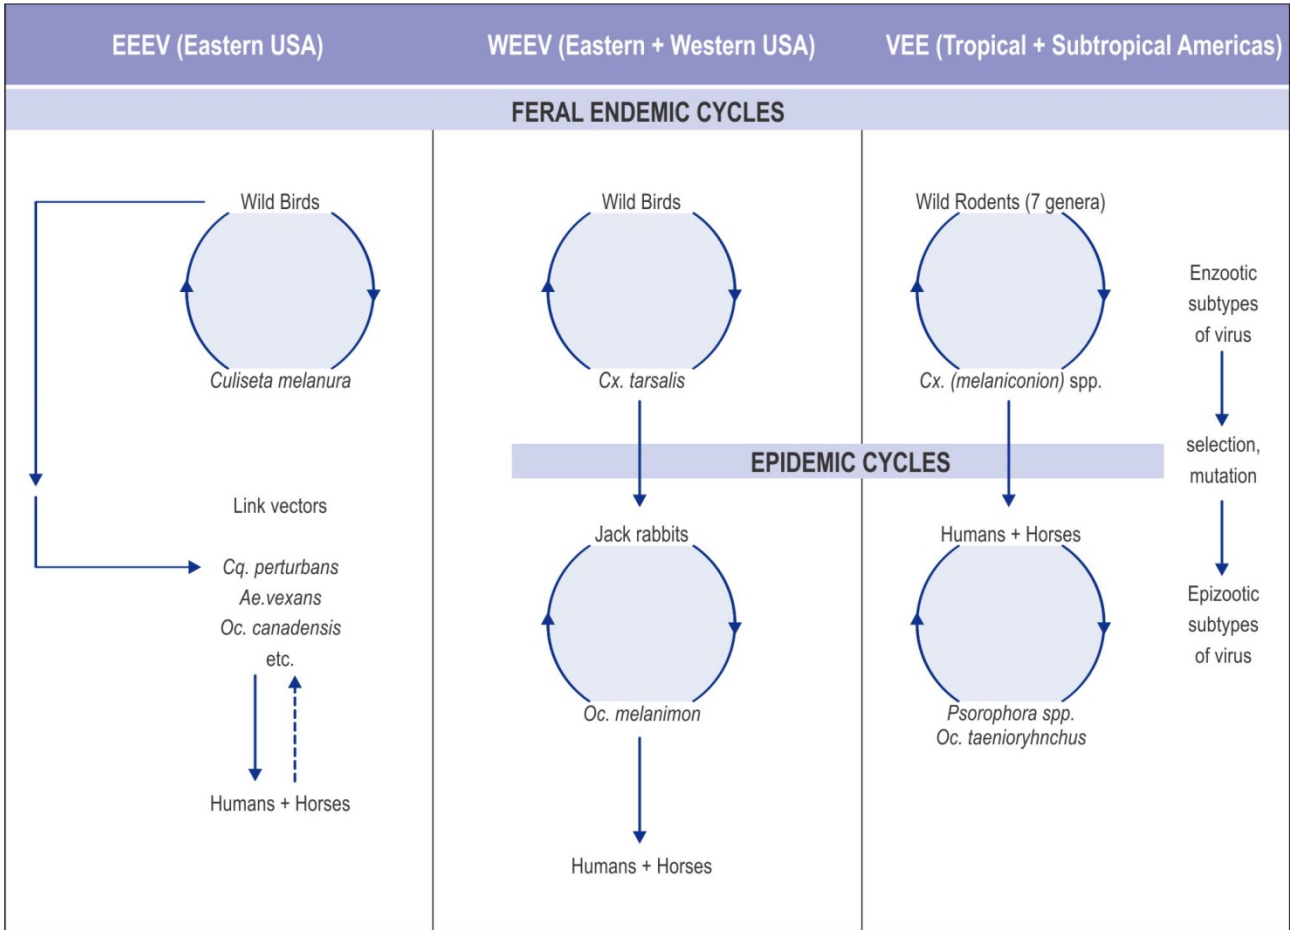 EEEV (Eastern USA)
WEEV (Eastern + Western USA)
VEE (Tropical + Subtropical Americas)
FERAL ENDEMIC CYCLES
Wild Birds
Culiseta melanura
Link vectors
Cq. perturbans
Ae.vexans
Oc. canadensis
etc.
Humans + Horses
Wild Birds
Cx. tarsalis
EPIDEMIC CYCLES
Jack rabbits
Oc. melanimon
Humans + Horses
Wild Rodents (7 genera)
Cx. (melaniconion) spp.
Humans + Horses
Psorophora spp.
Oc. taenioryhnchus
Enzootic
subtypes
of virus
selection,
mutation
Epizootic
subtypes
of virus